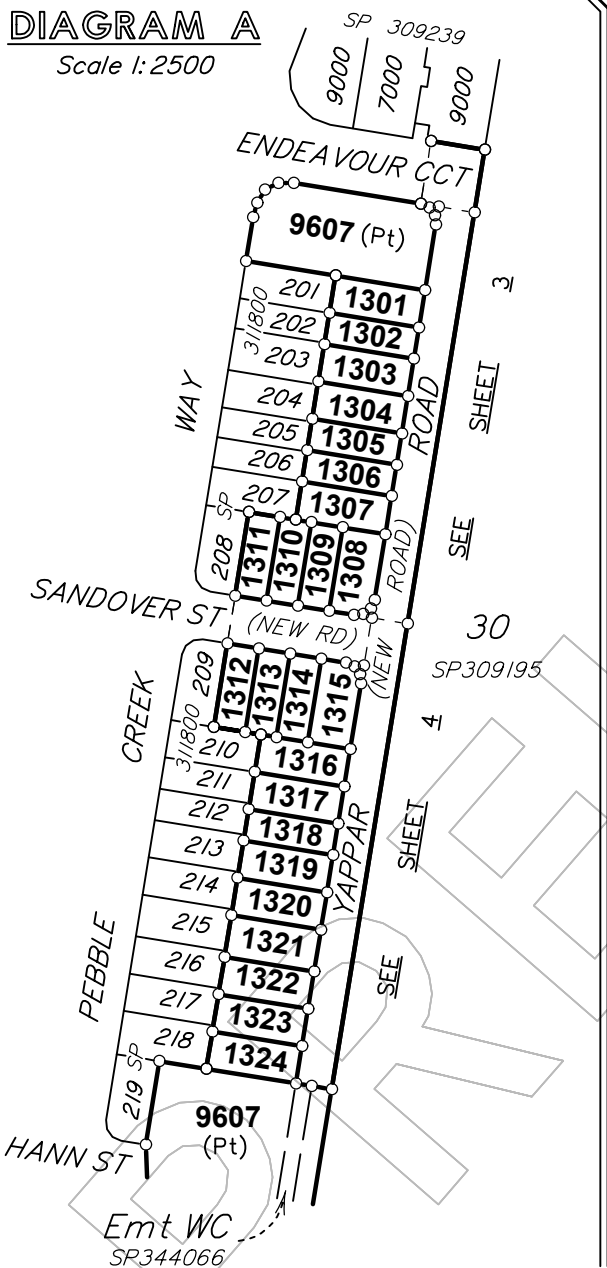 DIAGRAM A
Scale 1:2500
SP 309239
9000
7000
9000
ENDEAVOUR CCT
9607 (Pt)
201
1301
202
1302
311800
203
1303
204
1304
205
1305
206
1306
207
1307
SP
208
1311
1310
1309
1308
WAY
ROAD
3
SHEET
SEE
SANDOVER ST
(NEW RD)
(NEW ROAD)
30
SP309195
209
1312
1313
1314
1315
CREEK
311800
210
1316
211
1317
212
1318
213
1319
214
1320
215
1321
216
1322
217
1323
218
1324
SP
219
YAPPAR
4
SHEET
SEE
PEBBLE
9607
(Pt)
HANN ST
Emt WC
SP344066
PREL